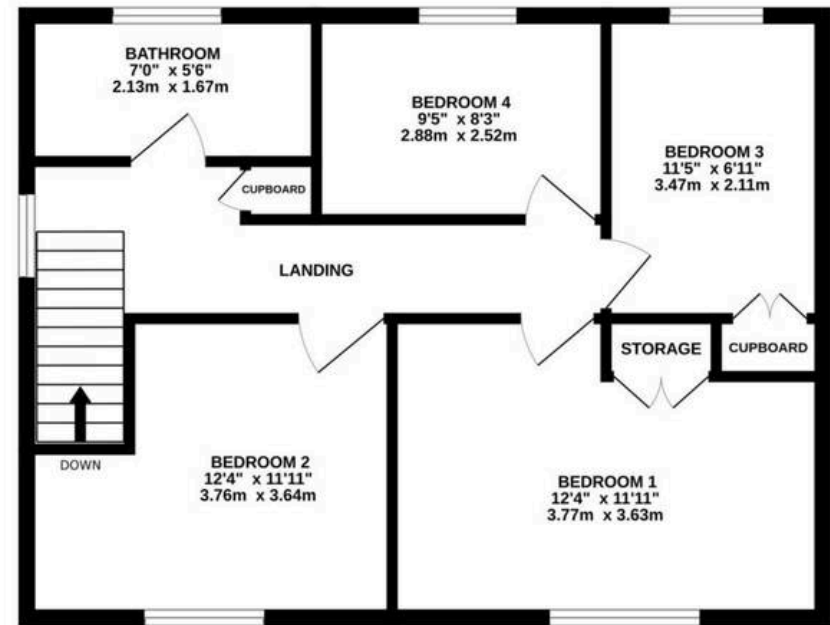 BATHROOM
7'0" x 5'6"
2.13m x 1.67m
BEDROOM 4
9'5" x 8'3"
2.88m x 2.52m
BEDROOM 3
11'5" x 6'11"
3.47m x 2.11m
CUPBOARD
LANDING
STORAGE
CUPBOARD
DOWN
BEDROOM 2
12'4" x 11'11"
3.76m x 3.64m
BEDROOM 1
12'4" x 11'11"
3.77m x 3.63m